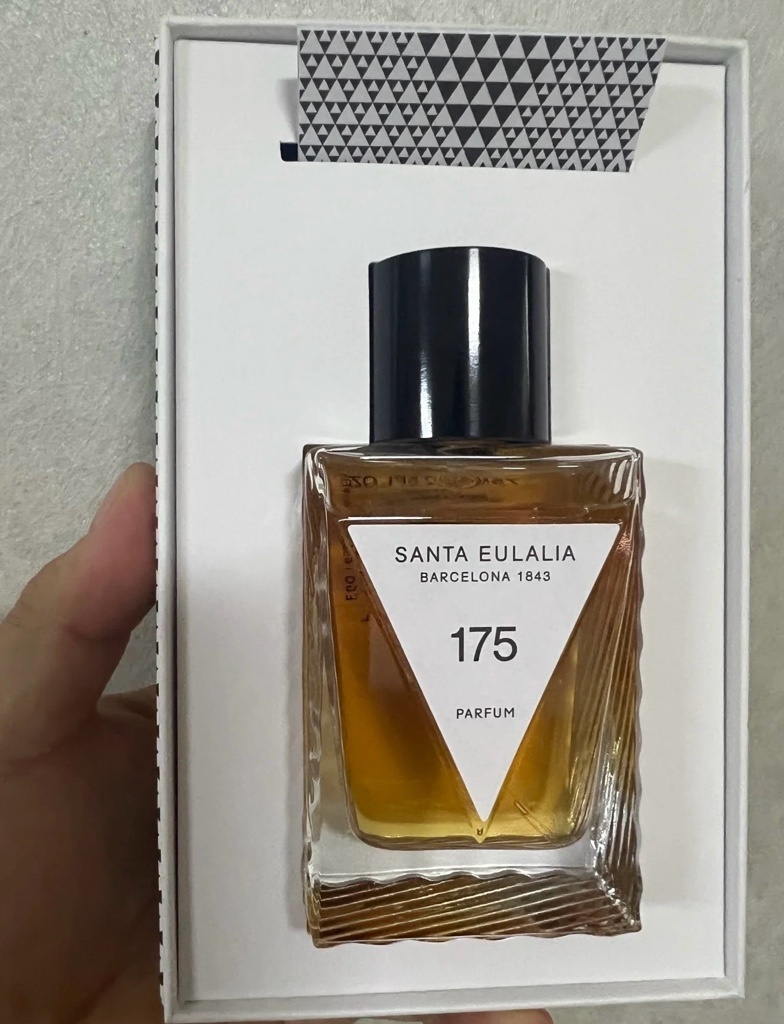 SANTA EULALIA
BARCELONA 1843
175
PARFUM